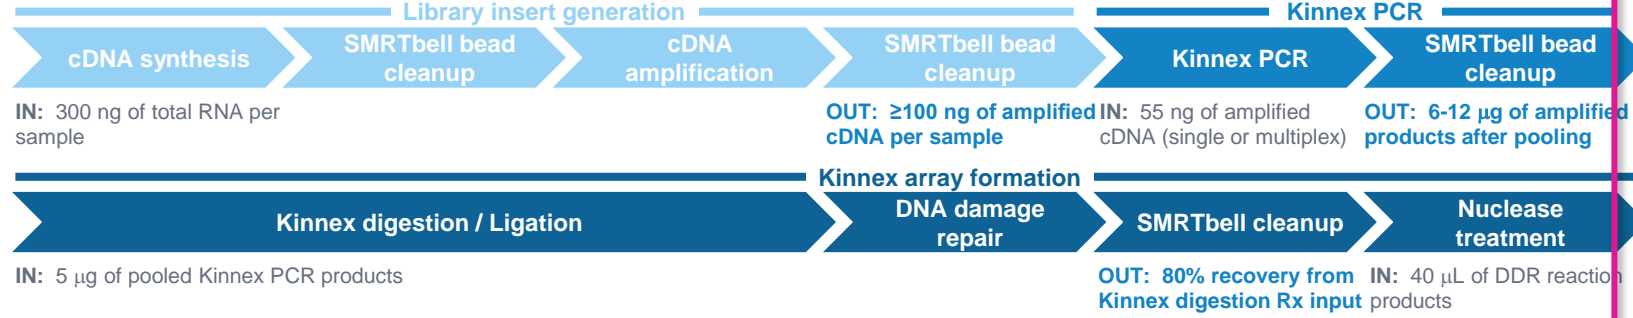 Library insert generation
Kinnex PCR
cDNA synthesis
SMRTbell bead
cleanup
cDNA
amplification
SMRTbell bead
cleanup
Kinnex PCR
SMRTbell bead
cleanup
IN: 300 ng of total RNA per
sample
OUT: ≥100 ng of amplified
cDNA per sample
IN: 55 ng of amplified
cDNA (single or multiplex)
OUT: 6-12 μg of amplified
products after pooling
Kinnex array formation
Kinnex digestion / Ligation
DNA damage
repair
SMRTbell cleanup
Nuclease
treatment
IN: 5 μg of pooled Kinnex PCR products
OUT: 80% recovery from
Kinnex digestion Rx input
IN: 40 μL of DDR reaction
products